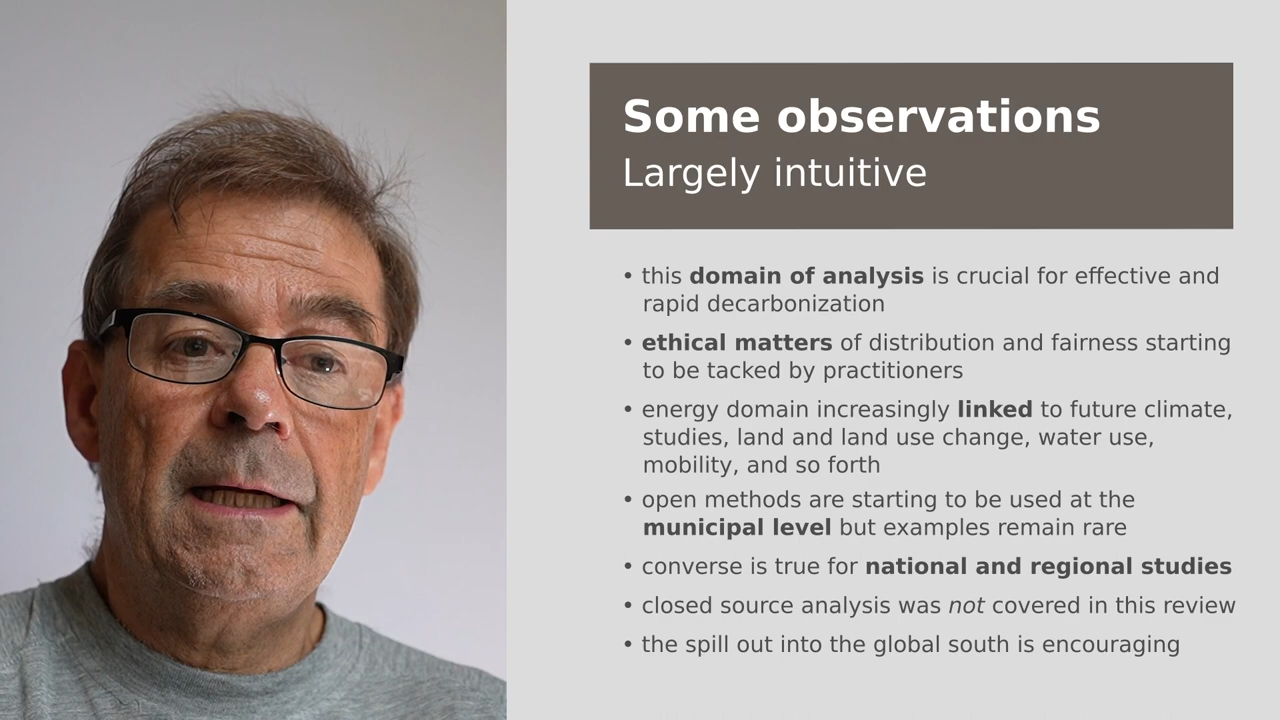 Some observations
Largely intuitive
• this domain of analysis is crucial for effective and
rapid decarbonization
• ethical matters of distribution and fairness starting
to be tacked by practitioners
• energy domain increasingly linked to future climate,
studies, land and land use change, water use,
mobility, and so forth
• open methods are starting to be used at the
municipal level but examples remain rare
• converse is true for national and regional studies
• closed source analysis was not covered in this review
• the spill out into the global south is encouraging